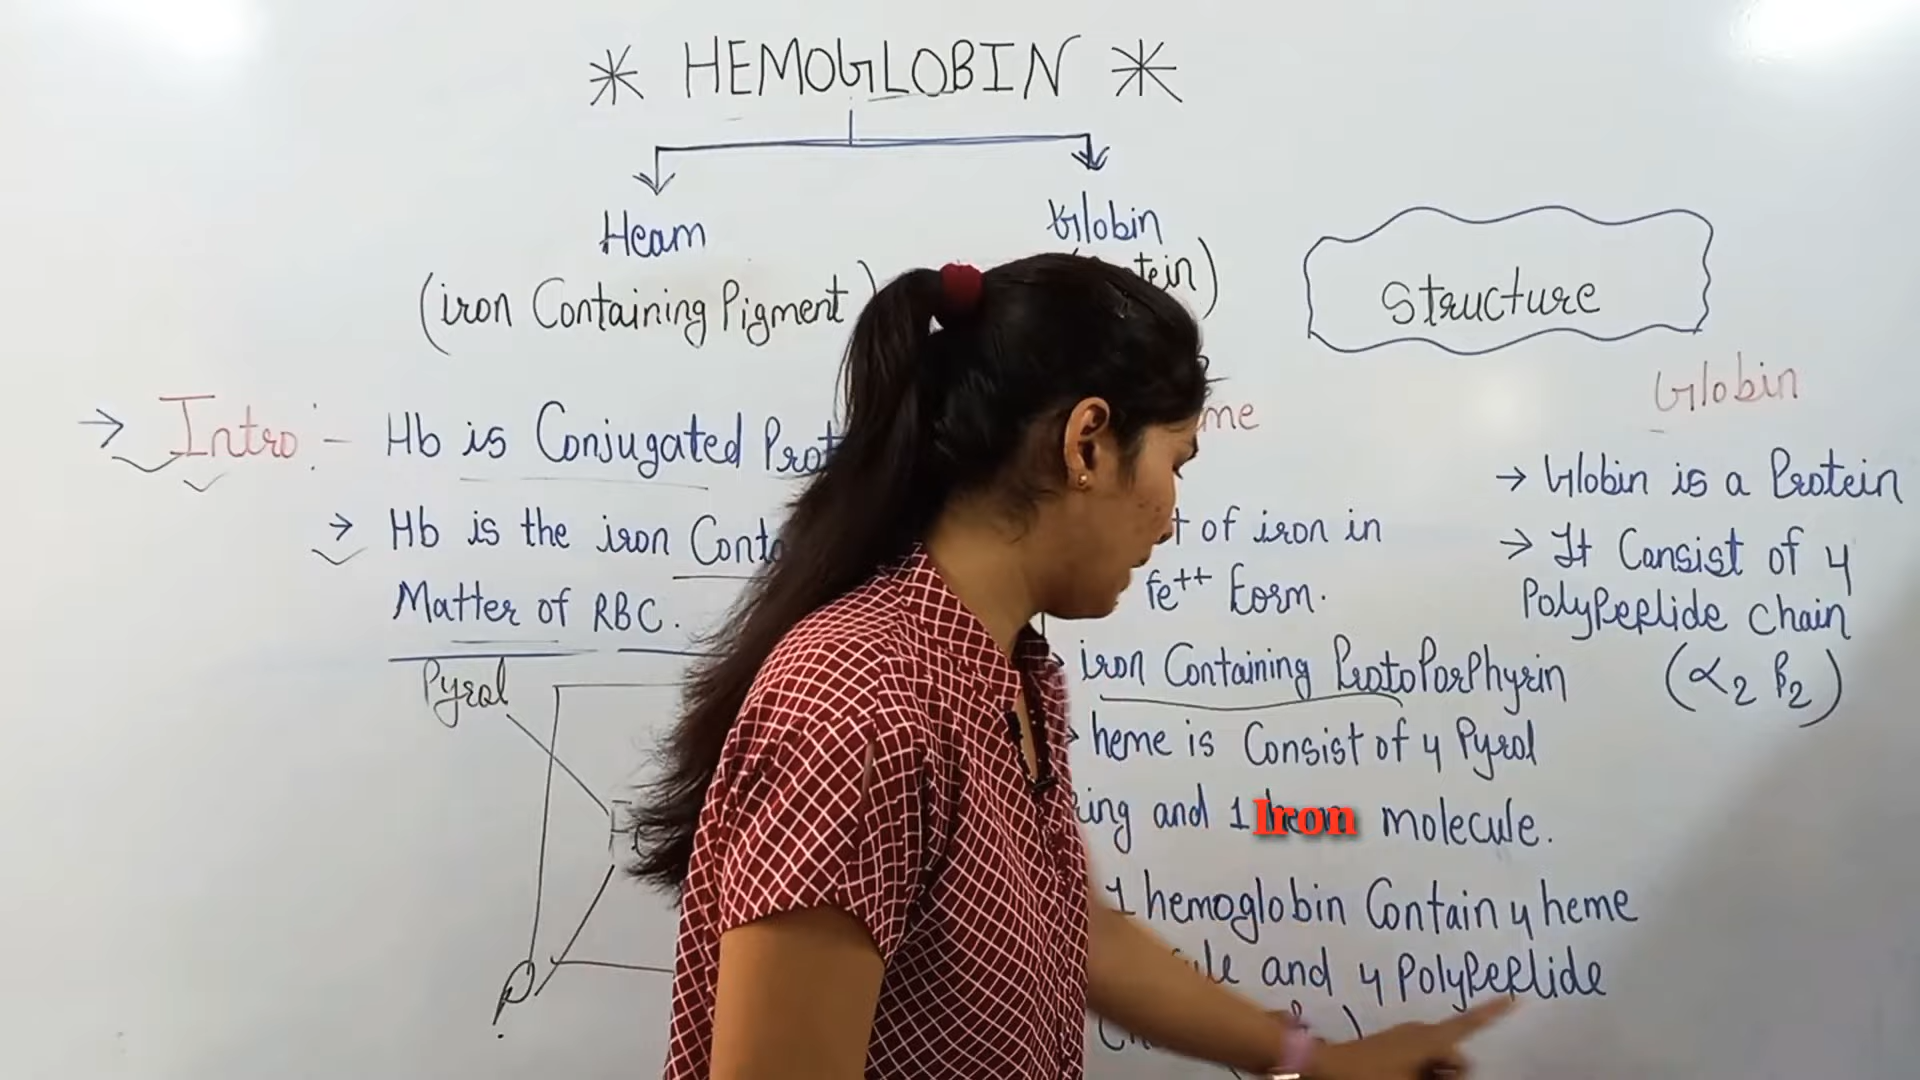 * HEMOGLOBIN *
Heam
Globin
(iron Containing Pigment)
Structure
Globin
→ Intro:- Hb is Conjugated
→ Hb is the iron
Matter of RBC.
Pyrol
of iron in
Fe++ Form.
iron Containing ProtoPorPhyrin
heme is Consist of 4 Pyrol
and 1 Iron molecule.
1 hemoglobin Contain 4 heme
and 4 PolyPePlide
→ Globin is a Protein
→ It Consist of 4
PolyPePlide chain
(α2 β2)
P